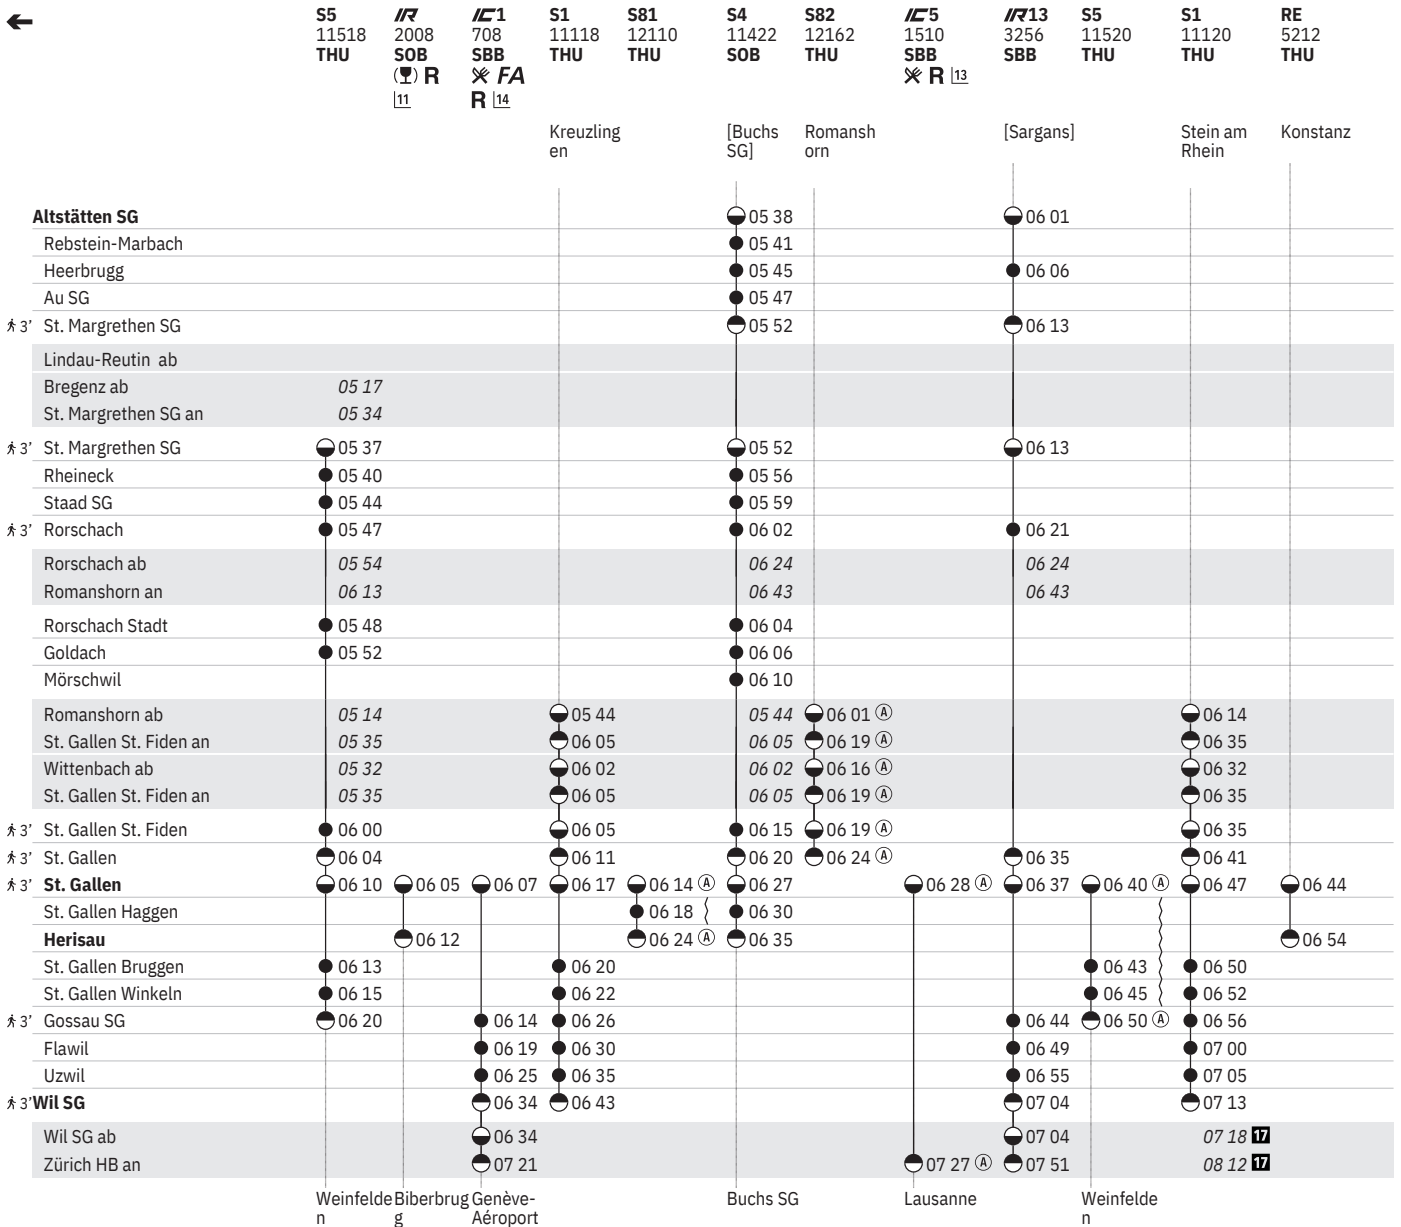 S5 IR IC1 S1 S81 S4 S82 IC5 IR13 S5 S1 RE
11518 2008 708 11118 12110 11422 12162 1510 3256 11520 11120 5212
THU SOB SBB THU THU SOB THU SBB SBB THU THU THU
R FA R 13
11 R 14
Kreuzling [Buchs Romansh [Sargans] Stein am Konstanz
en SG] orn Rhein
Altstätten SG 05 38 06 01
Rebstein-Marbach 05 41
Heerbrugg 05 45 06 06
Au SG 05 47
3' St. Margrethen SG 05 52 06 13
Lindau-Reutin ab
Bregenz ab 05 17
St. Margrethen SG an 05 34
3' St. Margrethen SG 05 37 05 52 06 13
Rheineck 05 40 05 56
Staad SG 05 44 05 59
3' Rorschach 05 47 06 02 06 21
Rorschach ab 05 54 06 24 06 24
Romanshorn an 06 13 06 43 06 43
Rorschach Stadt 05 48 06 04
Goldach 05 52 06 06
Mörschwil 06 10
Romanshorn ab 05 14 05 44 05 44 06 01 A 06 14
St. Gallen St. Fiden an 05 35 06 05 06 05 06 19 A 06 35
Wittenbach ab 05 32 06 02 06 02 06 16 A 06 32
St. Gallen St. Fiden an 05 35 06 05 06 05 06 19 A 06 35
3' St. Gallen St. Fiden 06 00 06 05 06 15 06 19 A 06 35
3' St. Gallen 06 04 06 11 06 20 06 24 A 06 35 06 41
3' St. Gallen 06 10 06 05 06 07 06 17 06 14 A 06 27 06 28 A 06 37 06 40 A 06 47 06 44
St. Gallen Haggen 06 18 06 30
Herisau 06 12 06 24 A 06 35 06 54
St. Gallen Bruggen 06 13 06 20 06 43 06 50
St. Gallen Winkeln 06 15 06 22 06 45 06 52
3' Gossau SG 06 20 06 14 06 26 06 44 06 50 A 06 56
Flawil 06 19 06 30 06 49 07 00
Uzwil 06 25 06 35 06 55 07 05
3' Wil SG 06 34 06 43 07 04 07 13
Wil SG ab 06 34 07 04 07 18 17
Zürich HB an 07 21 07 27 A 07 51 08 12 17
Weinfelde Biberbrug Genève- Buchs SG Lausanne Weinfelde
n g Aéroport n